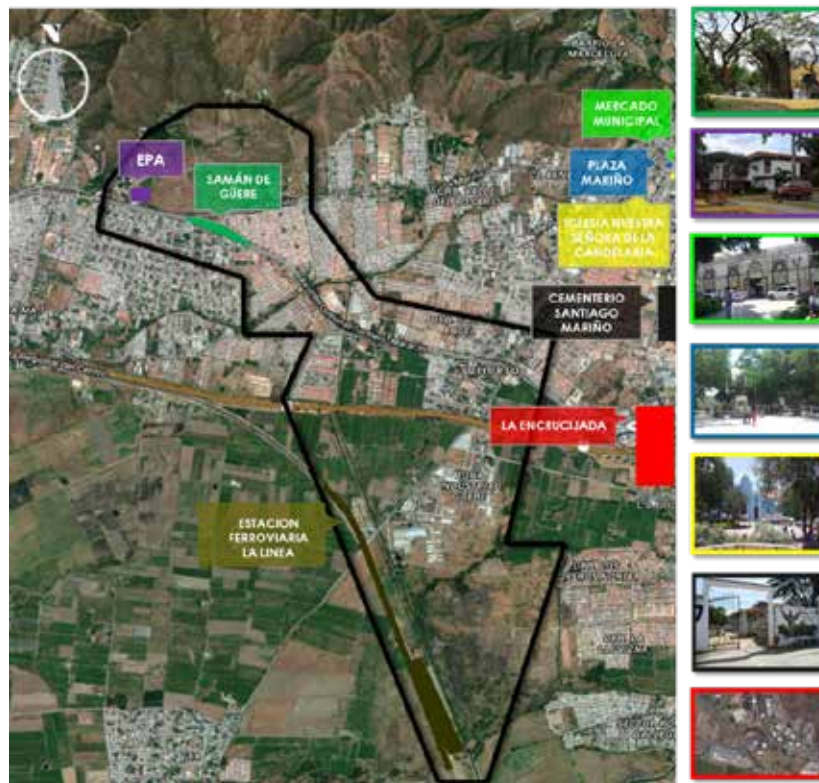 N
MERCADO
MUNICIPAL
EPA
PLAZA
MARIÑO
SAMÁN DE
GÜERE
IGLESIA NUESTRA
SEÑORA DE LA
CANDELARIA
CEMENTERIO
SANTIAGO
MARIÑO
LA ENCRUCIJADA
ESTACION
FERROVIARIA
LA LINEA